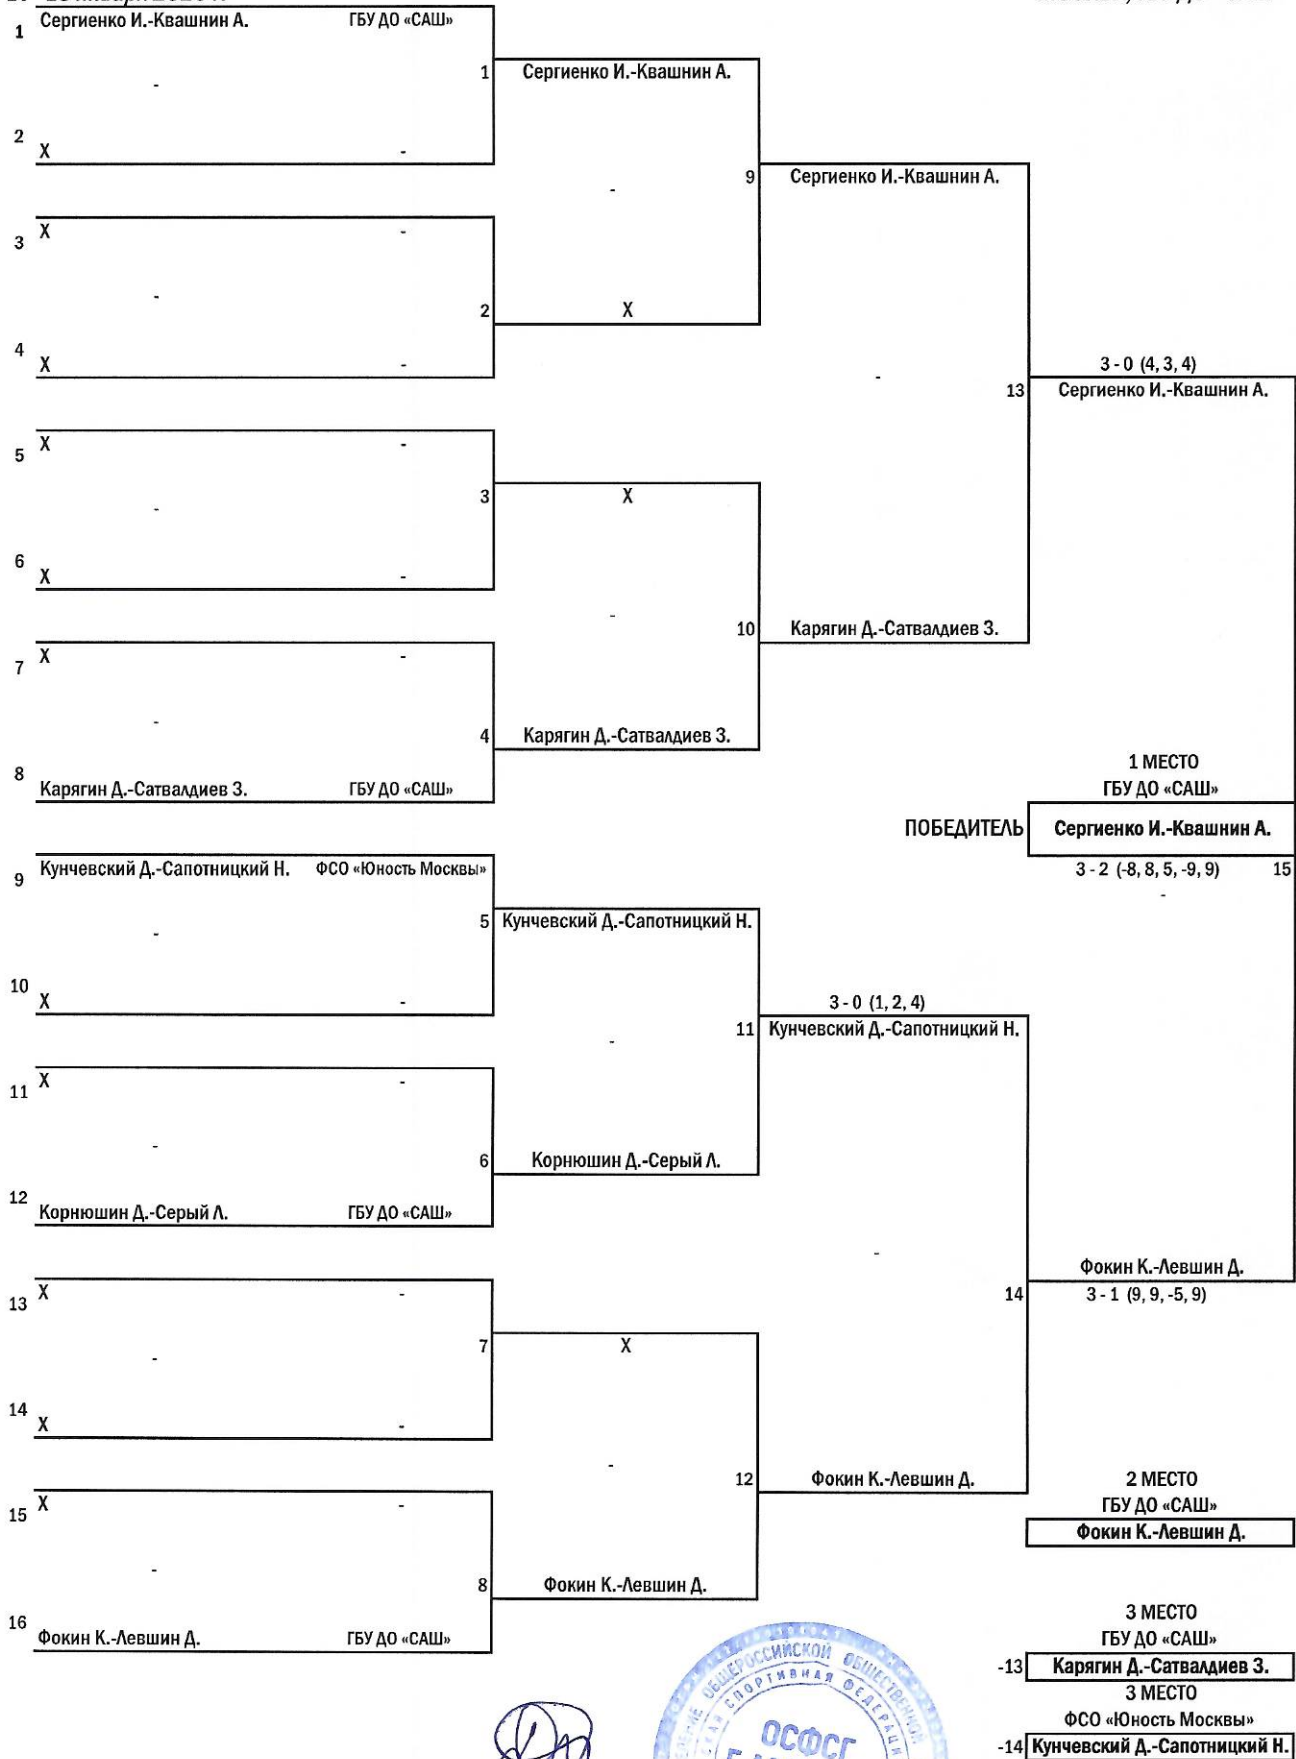 1 Сергиенко И.-Квашнин А. ГБУ ДО «САШ»
1 Сергиенко И.-Квашнин А.
-
2 X -
9 Сергиенко И.-Квашнин А.
-
3 X -
-
2 X
4 X -
3 - 0 (4, 3, 4)
-
13 Сергиенко И.-Квашнин А.
5 X -
3 X
-
6 X -
-
10 Карягин Д.-Сатвалдиев З.
7 X -
-
4 Карягин Д.-Сатвалдиев З.
8 Карягин Д.-Сатвалдиев З. ГБУ ДО «САШ»
1 МЕСТО
ГБУ ДО «САШ»
ПОБЕДИТЕЛЬ Сергиенко И.-Квашнин А.
3 - 2 (-8, 8, 5, -9, 9) 15
-
9 Кунчевский Д.-Сапотницкий Н. ФСО «Юность Москвы»
5 Кунчевский Д.-Сапотницкий Н.
-
10 X -
3 - 0 (1, 2, 4)
11 Кунчевский Д.-Сапотницкий Н.
-
11 X -
-
6 Корнюшин Д.-Серый Л.
12 Корнюшин Д.-Серый Л. ГБУ ДО «САШ»
-
Фокин К.-Левшин Д.
14 3 - 1 (9, 9, -5, 9)
13 X -
7 X
-
14 X -
-
12 Фокин К.-Левшин Д.
15 X -
-
8 Фокин К.-Левшин Д.
16 Фокин К.-Левшин Д. ГБУ ДО «САШ»
2 МЕСТО
ГБУ ДО «САШ»
Фокин К.-Левшин Д.
3 МЕСТО
ГБУ ДО «САШ»
-13 Карягин Д.-Сатвалдиев З.
3 МЕСТО
ФСО «Юность Москвы»
-14 Кунчевский Д.-Сапотницкий Н.
ОБЩЕРОССИЙСКОЙ ОБЩЕСТВЕННОЙ
СПОРТИВНАЯ
ОСФСГ